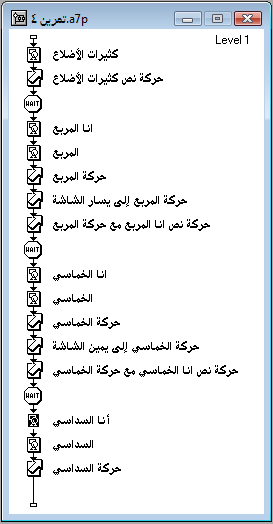 تمرين ٤.a7p
Level 1
كثيرات الأضلاع
حركة نص كثيرات الأضلاع
WAIT
انا المربع
المربع
حركة المربع
حركة المربع إلى يسار الشاشة
حركة نص انا المربع مع حركة المربع
WAIT
انا الخماسي
الخماسي
حركة الخماسي
حركة الخماسي إلى يمين الشاشة
حركة نص انا الخماسي مع حركة الخماسي
WAIT
أنا السداسي
السداسي
حركة السداسي